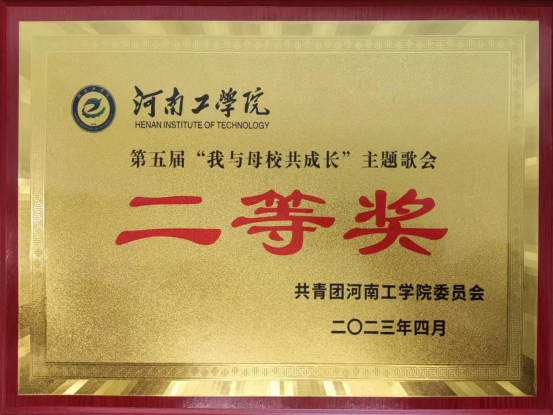 河南工学院
HENAN INSTITUTE OF TECHNOLOGY
第五届“我与母校共成长”主题歌会
二等奖
共青团河南工学院委员会
二〇二三年四月